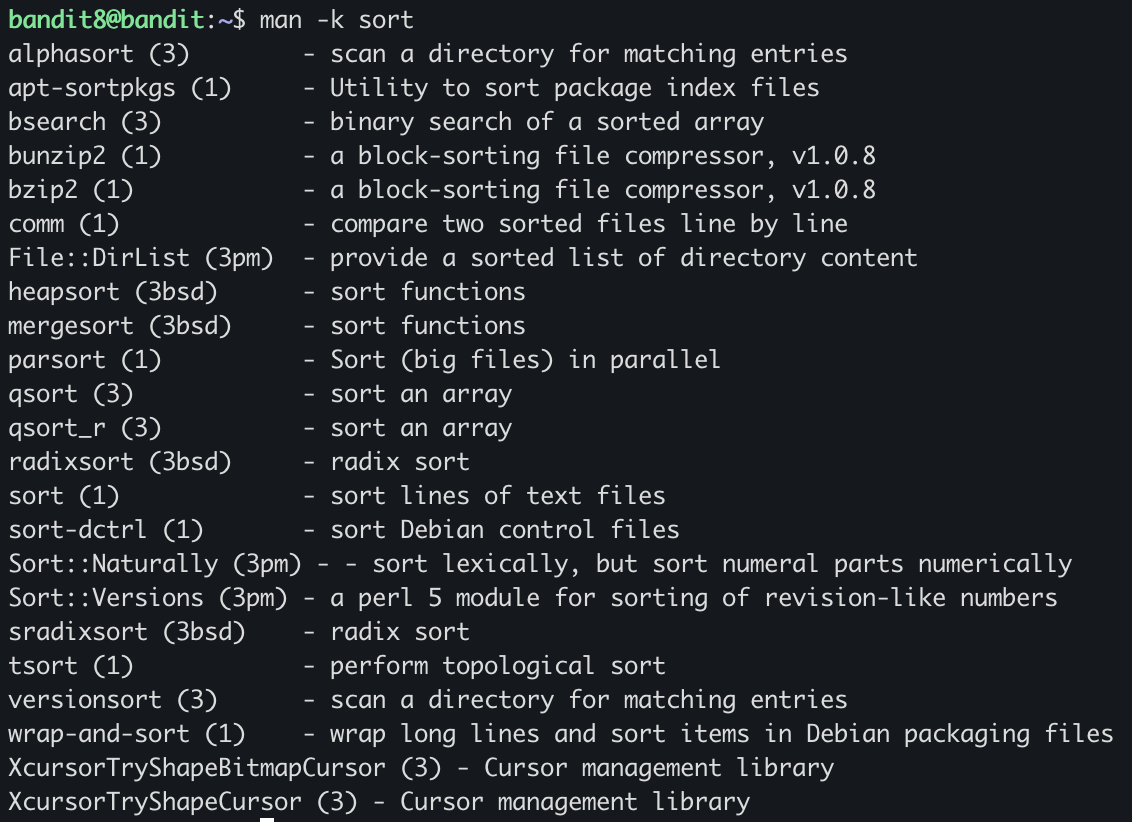 bandit8@bandit:~$ man -k sort
alphasort (3)        - scan a directory for matching entries
apt-sortpkgs (1)     - Utility to sort package index files
bsearch (3)          - binary search of a sorted array
bunzip2 (1)          - a block-sorting file compressor, v1.0.8
bzip2 (1)            - a block-sorting file compressor, v1.0.8
comm (1)             - compare two sorted files line by line
File::DirList (3pm)  - provide a sorted list of directory content
heapsort (3bsd)      - sort functions
mergesort (3bsd)     - sort functions
parsort (1)          - Sort (big files) in parallel
qsort (3)            - sort an array
qsort_r (3)          - sort an array
radixsort (3bsd)     - radix sort
sort (1)             - sort lines of text files
sort-dctrl (1)       - sort Debian control files
Sort::Naturally (3pm) - - sort lexically, but sort numeral parts numerically
Sort::Versions (3pm) - a perl 5 module for sorting of revision-like numbers
sradixsort (3bsd)    - radix sort
tsort (1)            - perform topological sort
versionsort (3)      - scan a directory for matching entries
wrap-and-sort (1)    - wrap long lines and sort items in Debian packaging files
XcursorTryShapeBitmapCursor (3) - Cursor management library
XcursorTryShapeCursor (3) - Cursor management library